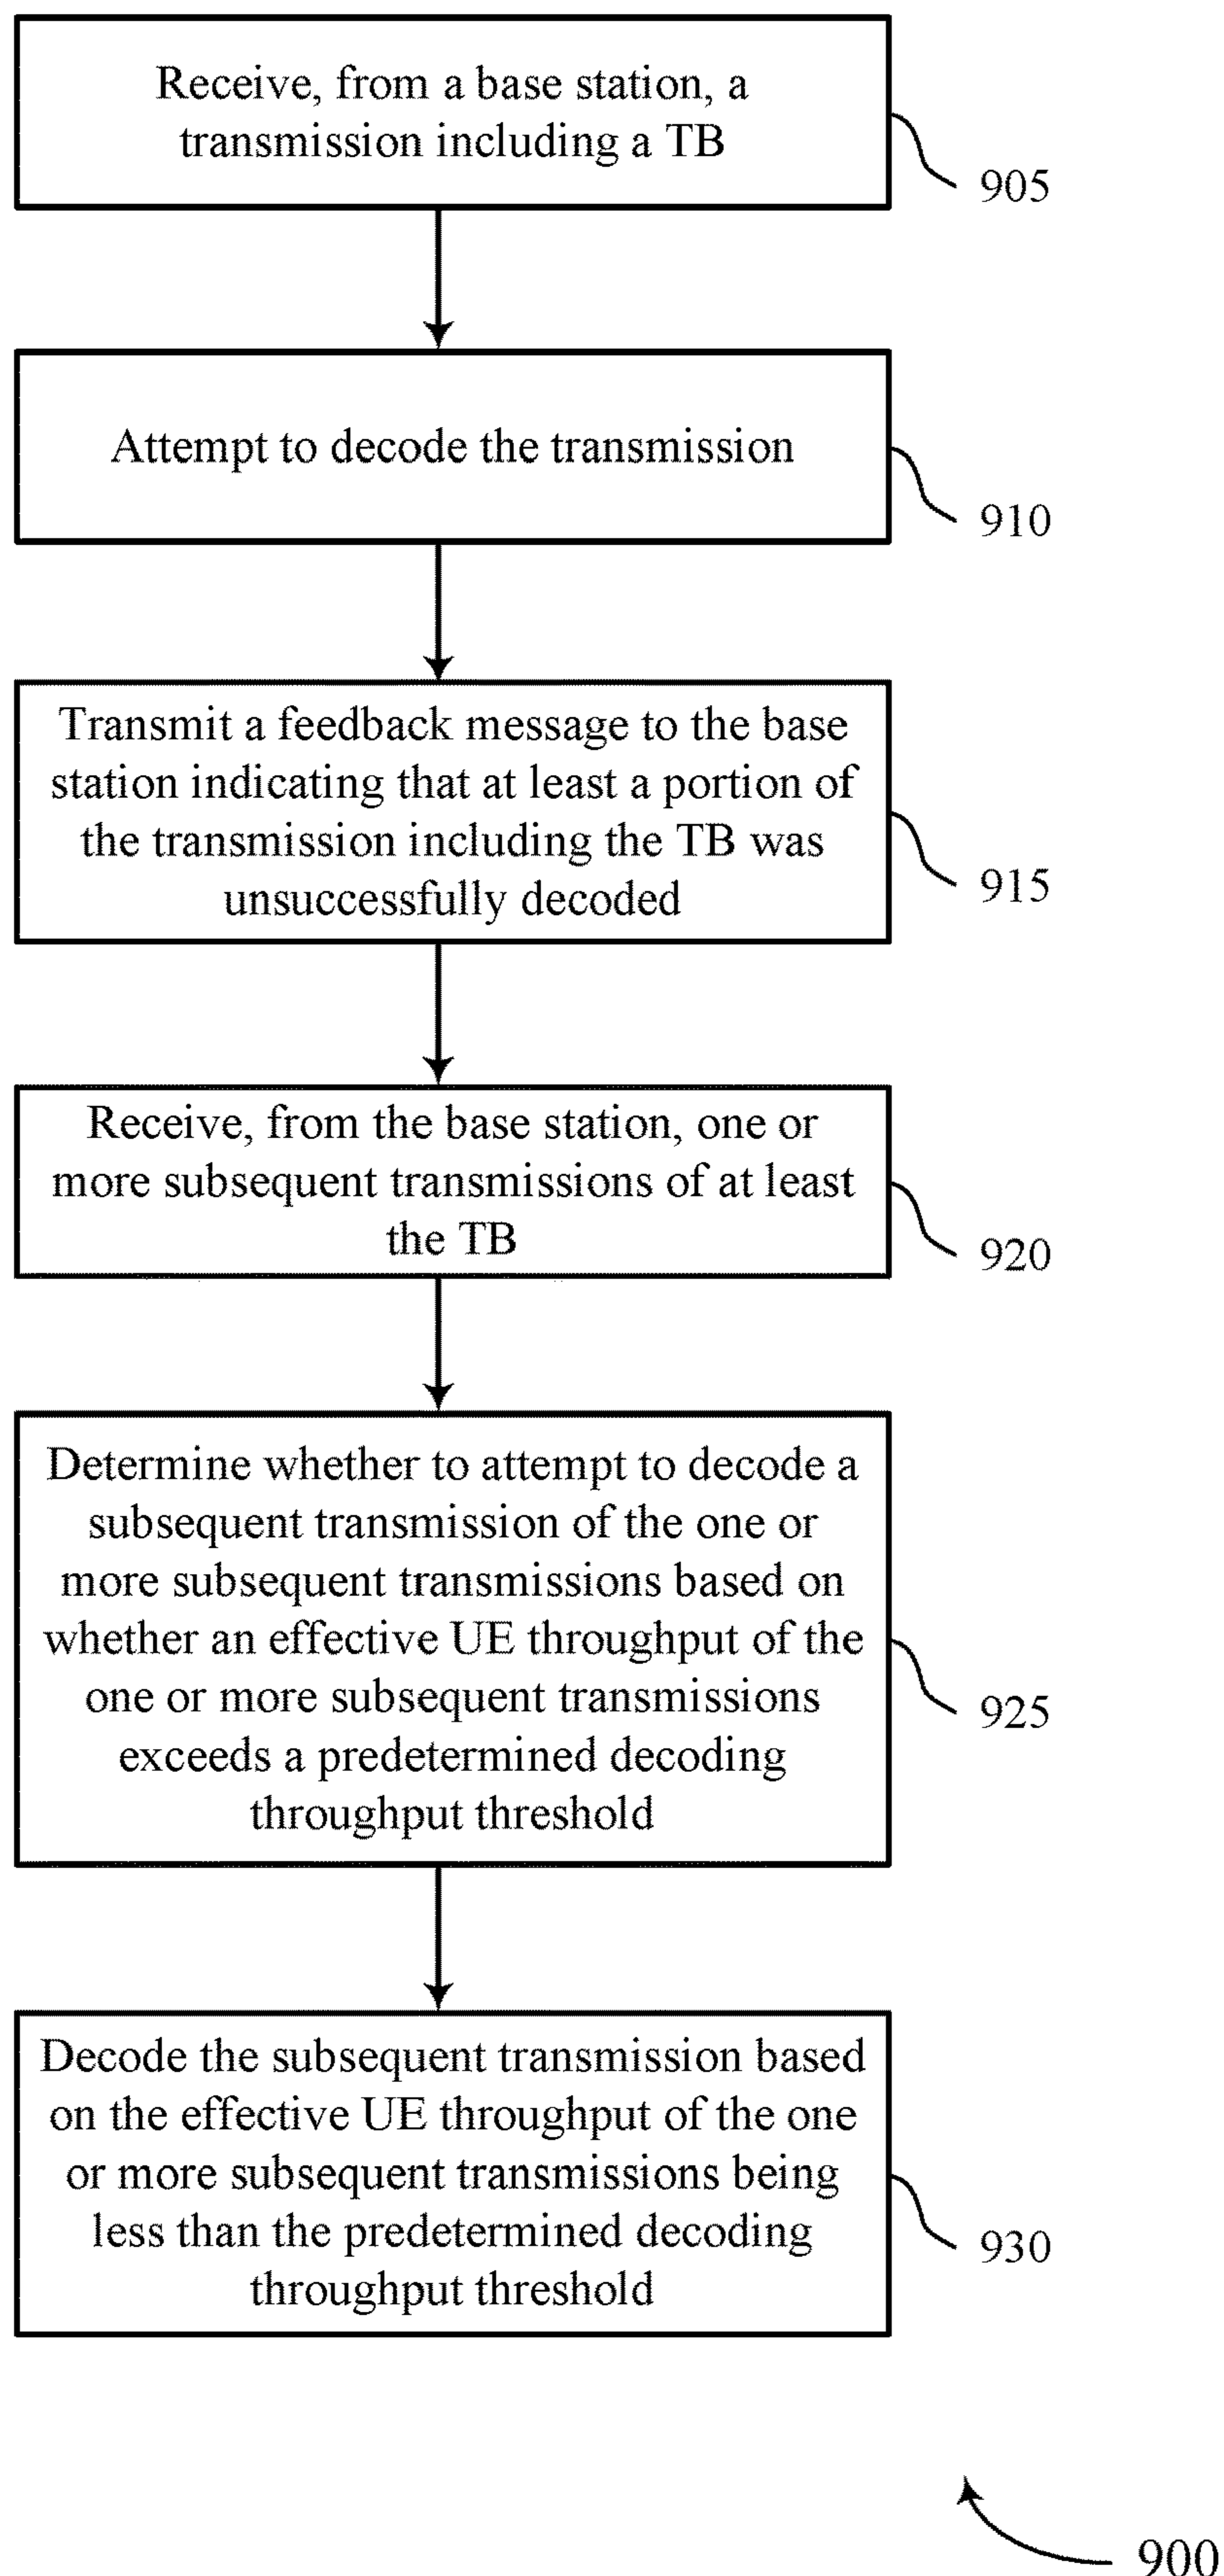 Receive, from a base station, a
transmission including a TB
905
Attempt to decode the transmission
910
Transmit a feedback message to the base
station indicating that at least a portion of
the transmission including the TB was
unsuccessfully decoded
915
Receive, from the base station, one or
more subsequent transmissions of at least
the TB
920
Determine whether to attempt to decode a
subsequent transmission of the one or
more subsequent transmissions based on
whether an effective UE throughput of the
one or more subsequent transmissions
exceeds a predetermined decoding
throughput threshold
925
Decode the subsequent transmission based
on the effective UE throughput of the one
or more subsequent transmissions being
less than the predetermined decoding
throughput threshold
930
900